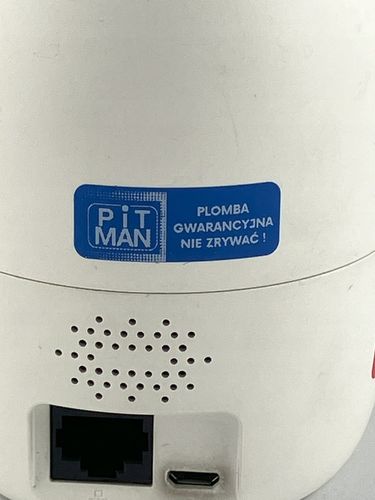 PiT
MAN
PLOMBA
GWARANCYJNA
NIE ZRYWAĆ !